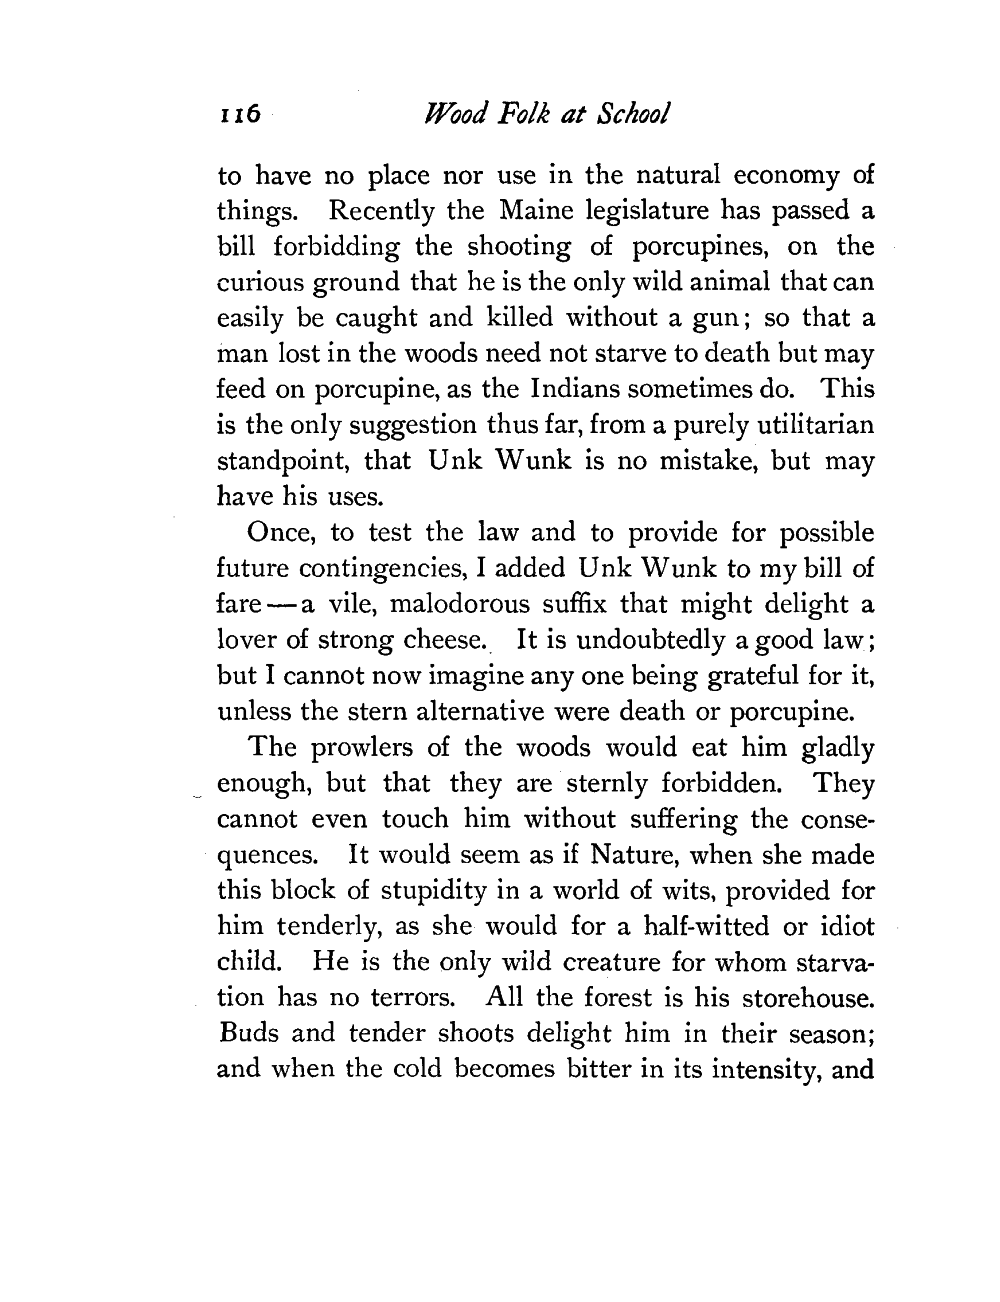 116 Wood Folk at School
to have no place nor use in the natural economy of
things. Recently the Maine legislature has passed a
bill forbidding the shooting of porcupines, on the
curious ground that he is the only wild animal that can
easily be caught and killed without a gun; so that a
man lost in the woods need not starve to death but may
feed on porcupine, as the Indians sometimes do. This
is the only suggestion thus far, from a purely utilitarian
standpoint, that Unk Wunk is no mistake, but may
have his uses.
Once, to test the law and to provide for possible
future contingencies, I added Unk Wunk to my bill of
fare — a vile, malodorous suffix that might delight a
lover of strong cheese. It is undoubtedly a good law;
but I cannot now imagine any one being grateful for it,
unless the stern alternative were death or porcupine.
The prowlers of the woods would eat him gladly
enough, but that they are sternly forbidden. They
cannot even touch him without suffering the conse-
quences. It would seem as if Nature, when she made
this block of stupidity in a world of wits, provided for
him tenderly, as she would for a half-witted or idiot
child. He is the only wild creature for whom starva-
tion has no terrors. All the forest is his storehouse.
Buds and tender shoots delight him in their season;
and when the cold becomes bitter in its intensity, and